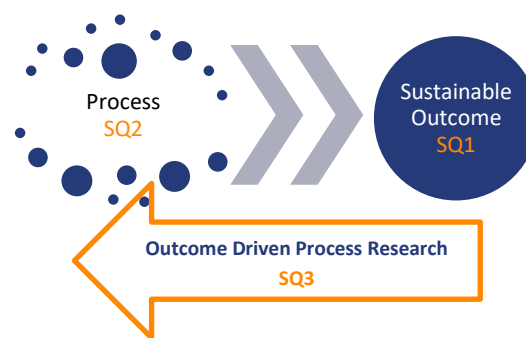 Process
SQ2
Sustainable
Outcome
SQ1
Outcome Driven Process Research
SQ3